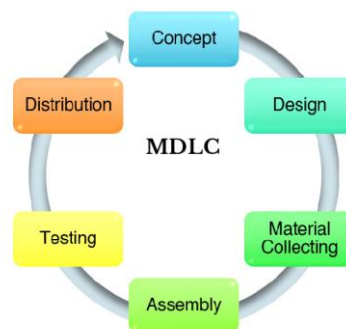 Concept
Design
Material
Collecting
Assembly
Testing
Distribution
MDLC